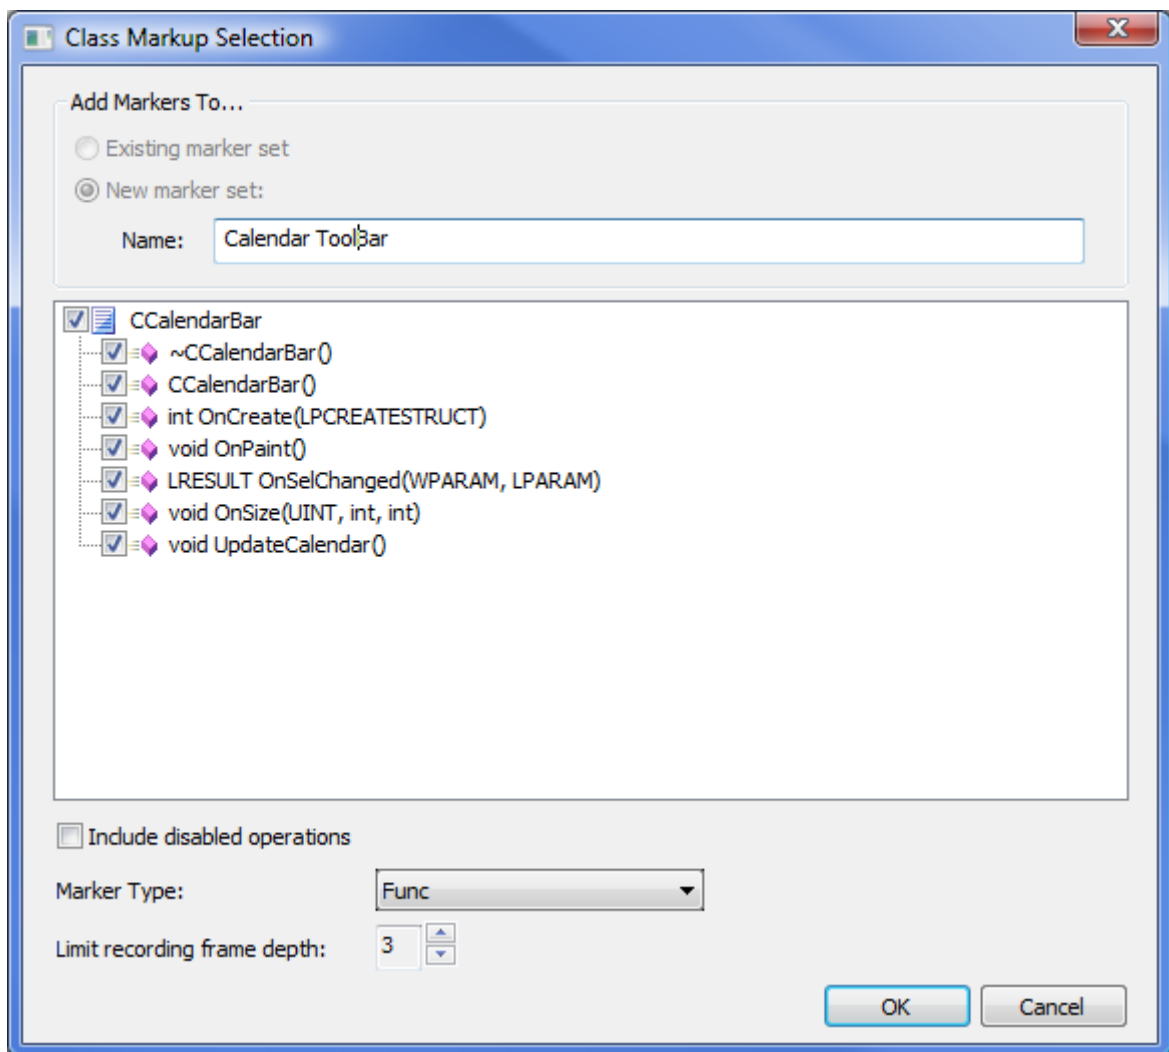 Class Markup Selection
Add Markers To...
Existing marker set
New marker set:
Name: Calendar ToolBar
CCalendarBar
~CCalendarBar()
CCalendarBar()
int OnCreate(LPCREATESTRUCT)
void OnPaint()
LRESULT OnSelChanged(WPARAM, LPARAM)
void OnSize(UINT, int, int)
void UpdateCalendar()
Include disabled operations
Marker Type: Func
Limit recording frame depth: 3
OK Cancel